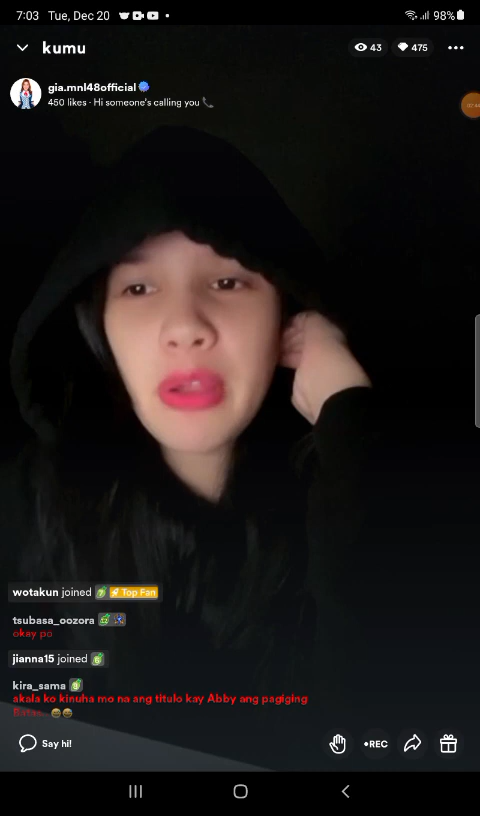 7:03 Tue, Dec 20 98%
kumu 43 475
gia.mnl48official
450 likes · Hi someone's calling you
wotakun joined Top Fan
tsubasa_oozora
okay po
jianna15 joined
kira_sama
akala ko kinuha mo na ang titulo kay Abby ang pagiging
Say hi! •REC